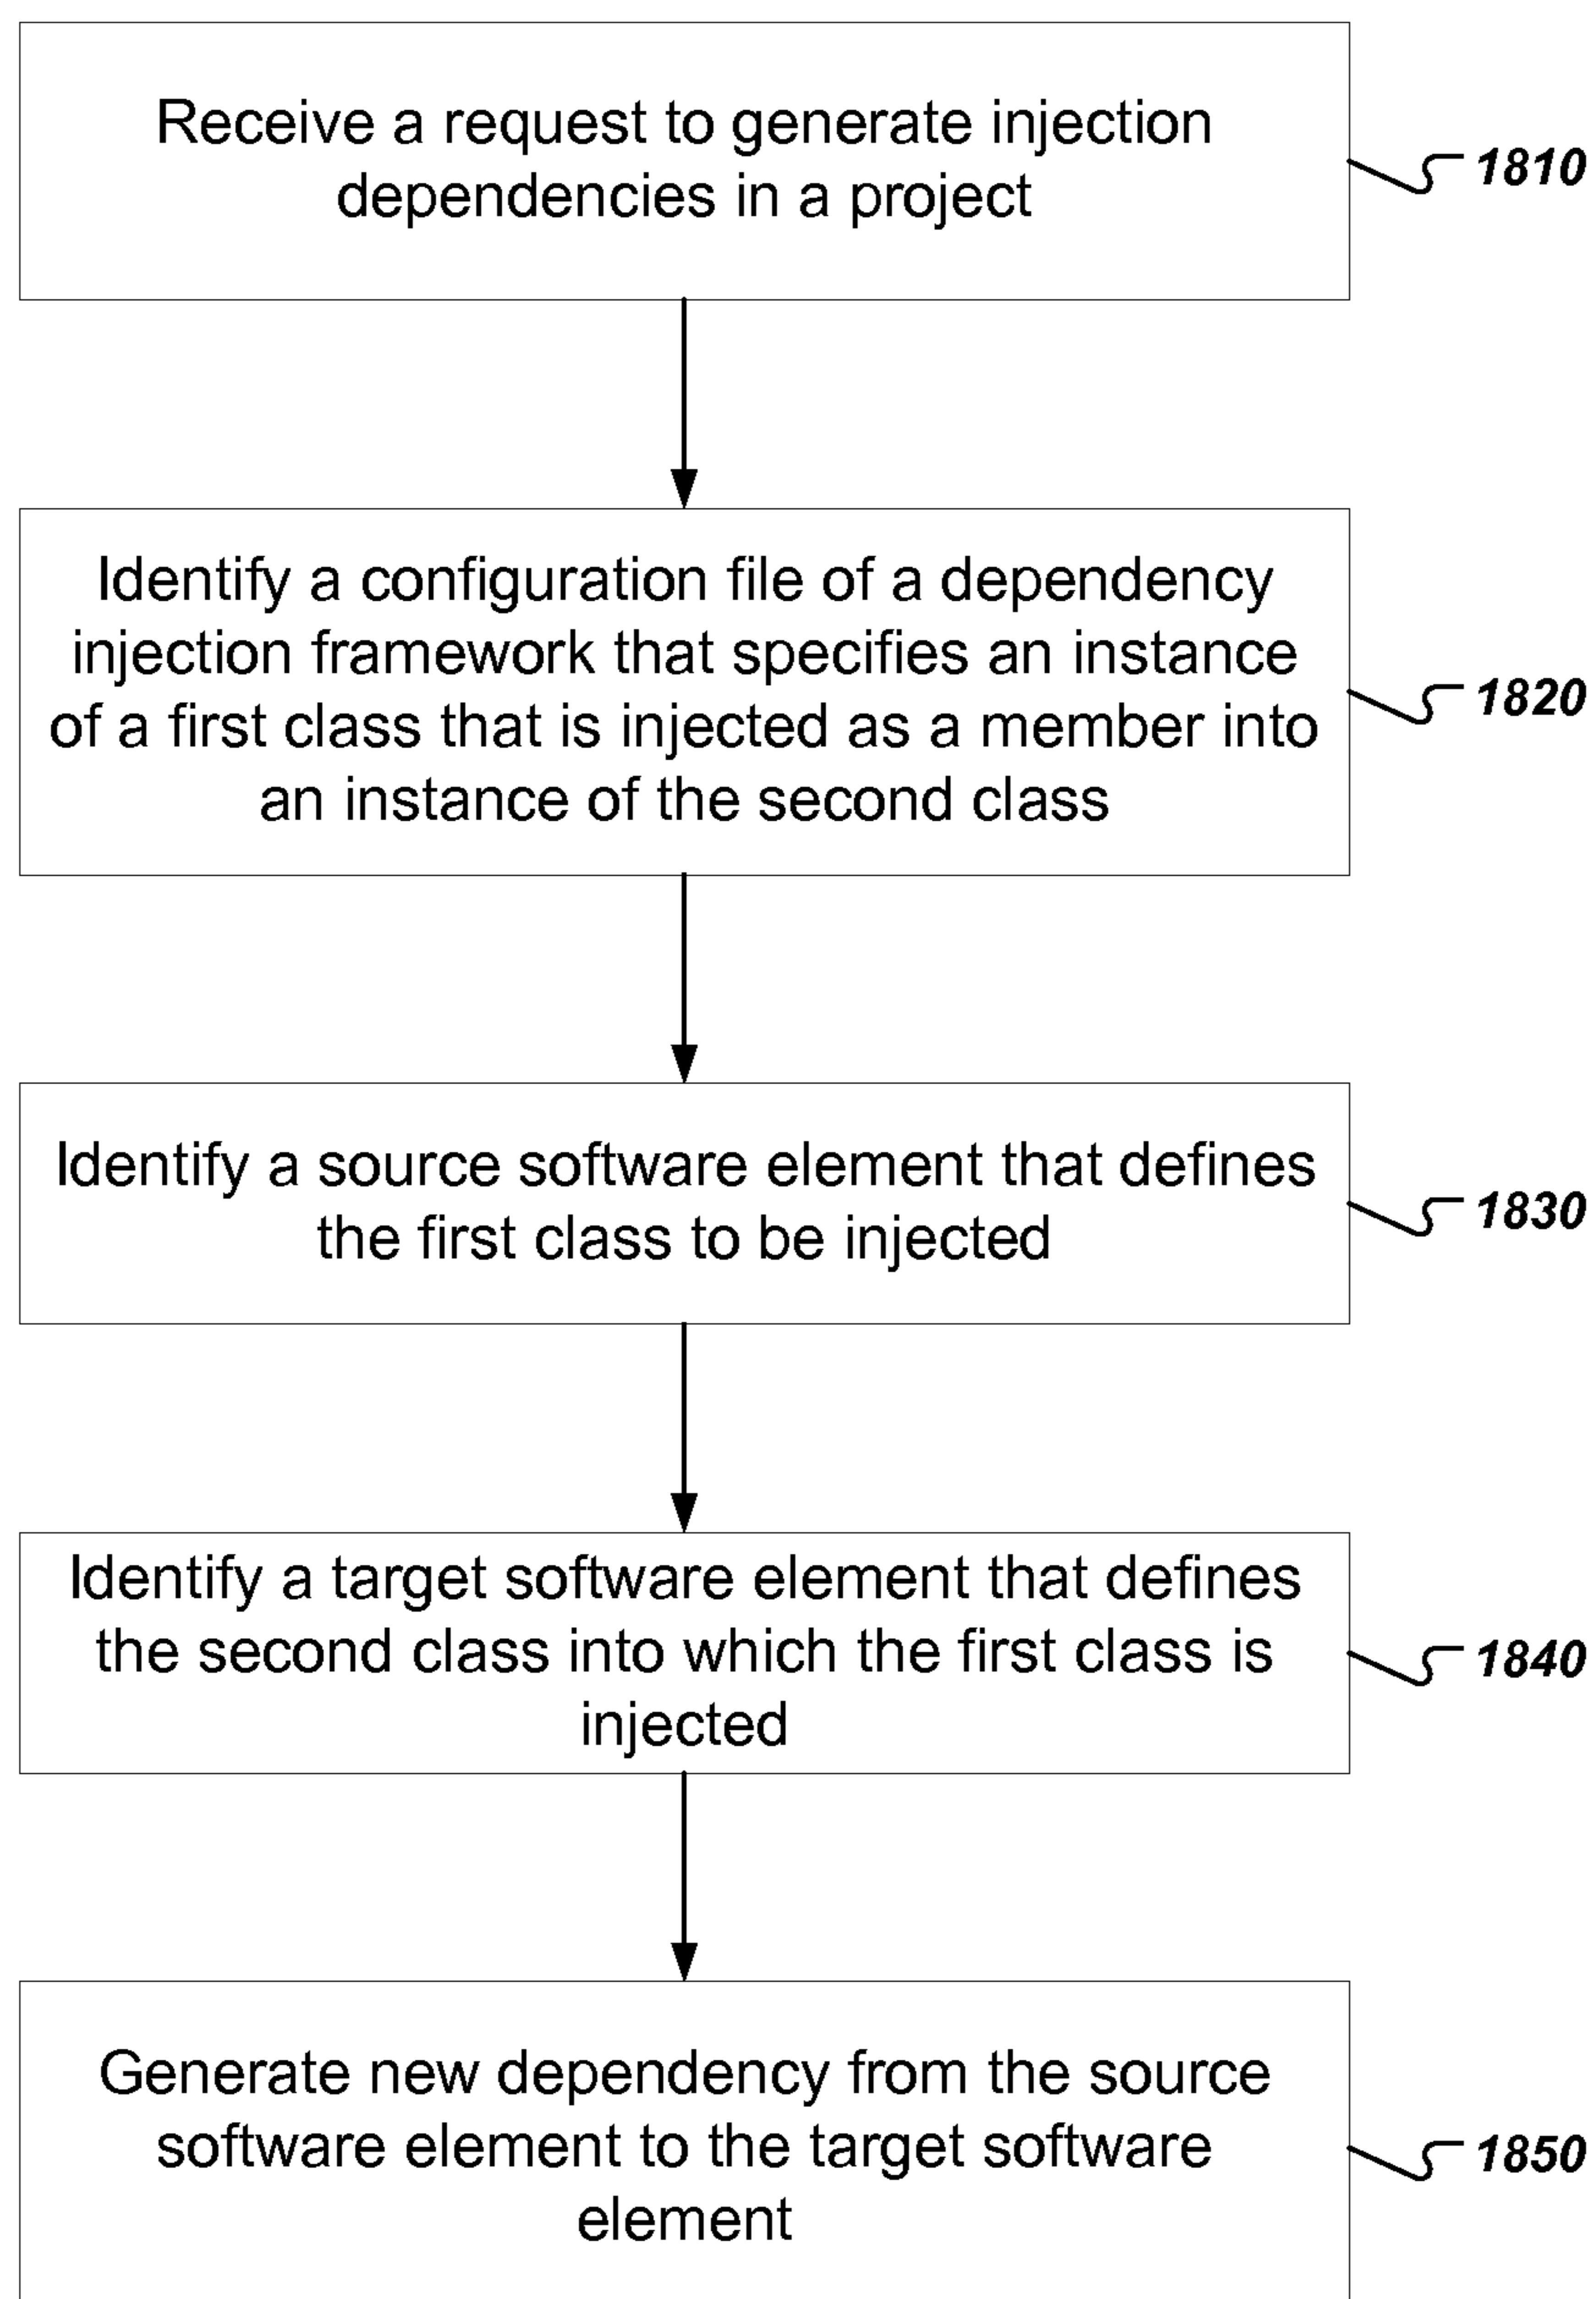 Receive a request to generate injection
dependencies in a project
1810
Identify a configuration file of a dependency
injection framework that specifies an instance
of a first class that is injected as a member into
an instance of the second class
1820
Identify a source software element that defines
the first class to be injected
1830
Identify a target software element that defines
the second class into which the first class is
injected
1840
Generate new dependency from the source
software element to the target software
element
1850